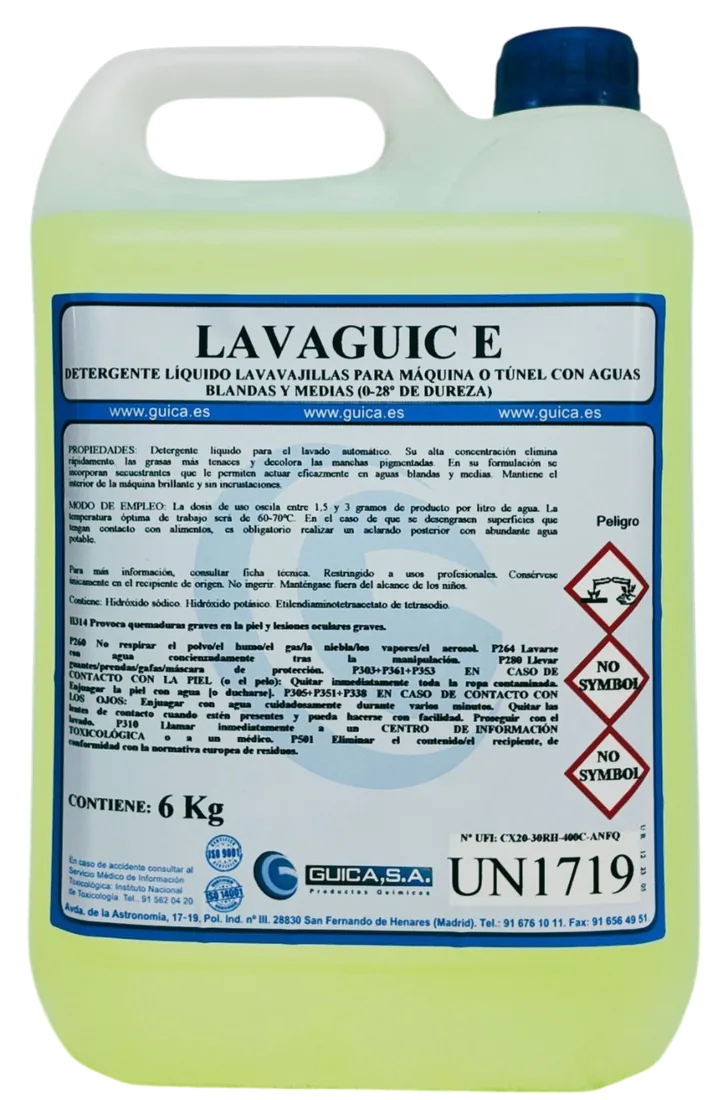 LAVAGUIC E
DETERGENTE LÍQUIDO LAVAVAJILLAS PARA MÁQUINA O TÚNEL CON AGUAS
BLANDAS Y MEDIAS (0-28º DE DUREZA)
www.guica.es www.guica.es www.guica.es
PROPIEDADES: Detergente líquido para el lavado automático. Su alta concentración elimina
rápidamente las grasas más tenaces y decolora las manchas pigmentadas. En su formulación se
incorporan secuestrantes que le permiten actuar eficazmente en aguas blandas y medias. Mantiene el
interior de la máquina brillante y sin incrustaciones.
MODO DE EMPLEO: La dosis de uso oscila entre 1,5 y 3 gramos de producto por litro de agua. La
temperatura óptima de trabajo será de 60-70ºC. En el caso de que se desengrasen superficies que
tengan contacto con alimentos, es obligatorio realizar un aclarado posterior con abundante agua
potable.
Peligro
Para más información, consultar ficha técnica. Restringido a usos profesionales. Consérvese
únicamente en el recipiente de origen. No ingerir. Manténgase fuera del alcance de los niños.
Contiene: Hidróxido sódico. Hidróxido potásico. Etilendiaminotetraacetato de tetrasodio.
H314 Provoca quemaduras graves en la piel y lesiones oculares graves.
P260 No respirar el polvo/el humo/el gas/la niebla/los vapores/el aerosol. P264 Lavarse
con agua concienzudamente tras la manipulación. P280 Llevar
guantes/prendas/gafas/máscara de protección. P303+P361+P353 EN CASO DE
CONTACTO CON LA PIEL (o el pelo): Quitar inmediatamente toda la ropa contaminada.
Enjuagar la piel con agua [o ducharse]. P305+P351+P338 EN CASO DE CONTACTO CON
LOS OJOS: Enjuagar con agua cuidadosamente durante varios minutos. Quitar las
lentes de contacto cuando estén presentes y pueda hacerse con facilidad. Proseguir con el
lavado. P310 Llamar inmediatamente a un CENTRO DE INFORMACIÓN
TOXICOLÓGICA o a un médico. P501 Eliminar el contenido/el recipiente, de
conformidad con la normativa europea de residuos.
NO
SYMBOL
NO
SYMBOL
CONTIENE: 6 Kg
Nº UFI: CX20-30RH-400C-ANFQ
En caso de accidente consultar al
Servicio Médico de Información
Toxicológica: Instituto Nacional
de Toxicología Tel.. 91 562 04 20
ISO 9001
ISO 14001
GUICA,S.A.
Productos Químicos
UN1719
Avda. de la Astronomía, 17-19. Pol. Ind. nº III. 28830 San Fernando de Henares (Madrid). Tel.: 91 676 10 11. Fax: 91 656 49 51